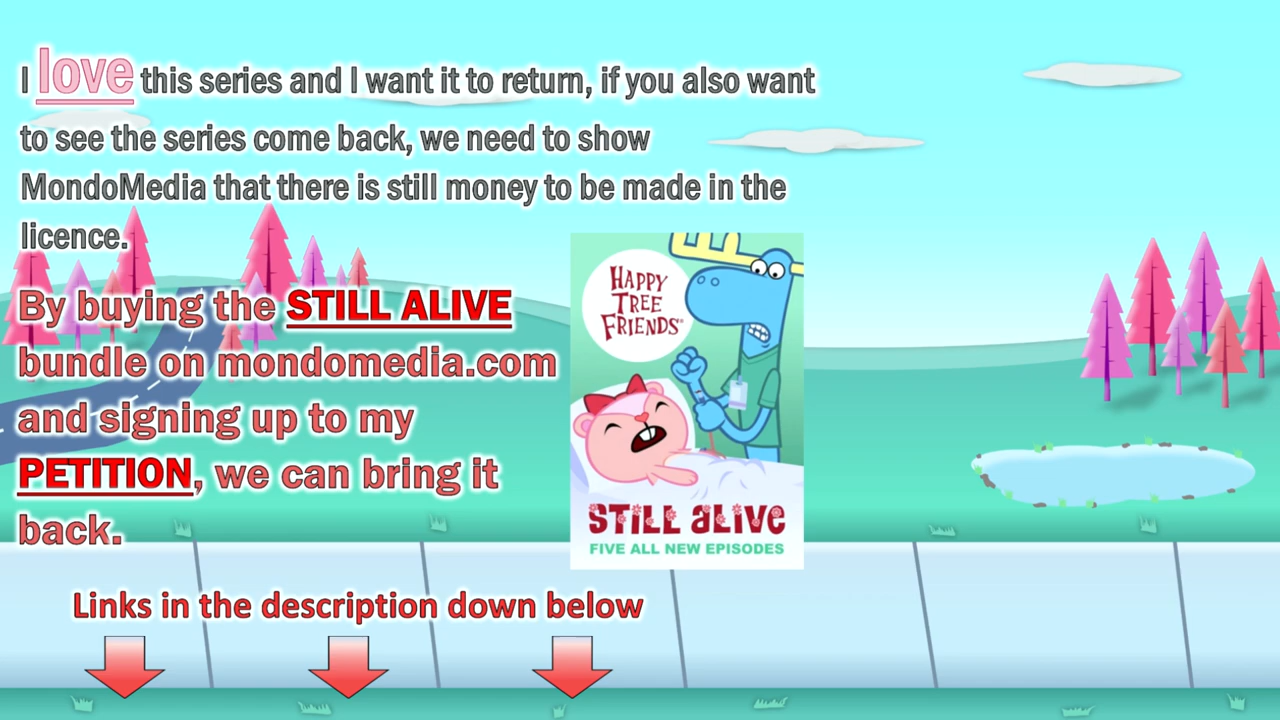 I love this series and I want it to return, if you also want
to see the series come back, we need to show
MondoMedia that there is still money to be made in the
licence.
By buying the STILL ALIVE
bundle on mondomedia.com
and signing up to my
PETITION, we can bring it
back.
HAPPY
TREE
FRIENDS
STILL ALIVE
FIVE ALL NEW EPISODES
Links in the description down below